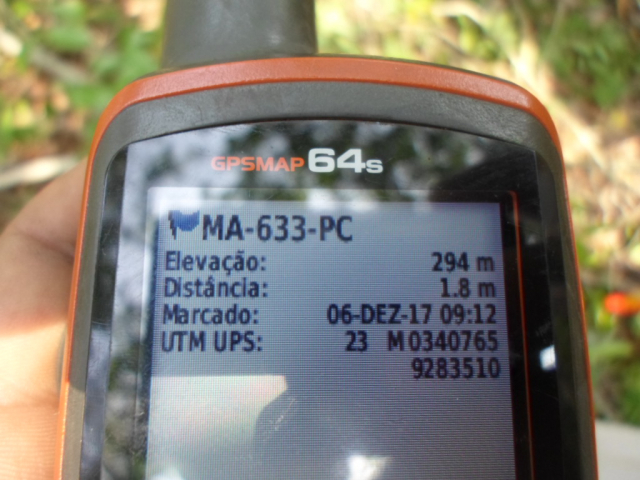 GPSMAP 64s
MA-633-PC
Elevação: 294 m
Distância: 1.8 m
Marcado: 06-DEZ-17 09:12
UTM UPS: 23 M 0340765
9283510